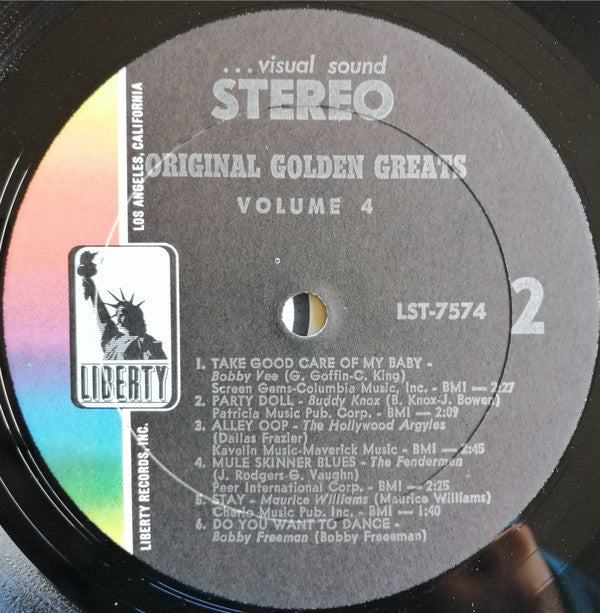 ...visual sound
STEREO
ORIGINAL GOLDEN GREATS
VOLUME 4
LST-7574
2
1. TAKE GOOD CARE OF MY BABY -
Bobby Vee (G. Goffin-C. King)
Screen Gems-Columbia Music, Inc. - BMI — 2:27
2. PARTY DOLL - Buddy Knox (B. Knox-J. Bowen)
Patricia Music Pub. Corp. - BMI — 2:09
3. ALLEY OOP - The Hollywood Argyles
(Dallas Frazier)
Kavelin Music-Maverick Music - BMI — 2:45
4. MULE SKINNER BLUES - The Fenderman
(J. Rodgers-G. Vaughn)
Peer International Corp. - BMI — 2:25
5. STAY - Maurice Williams (Maurice Williams)
Cherio Music Pub. Inc. - BMI — 1:40
6. DO YOU WANT TO DANCE -
Bobby Freeman (Bobby Freeeman)
LIBERTY
LIBERTY RECORDS, INC.
LOS ANGELES, CALIFORNIA